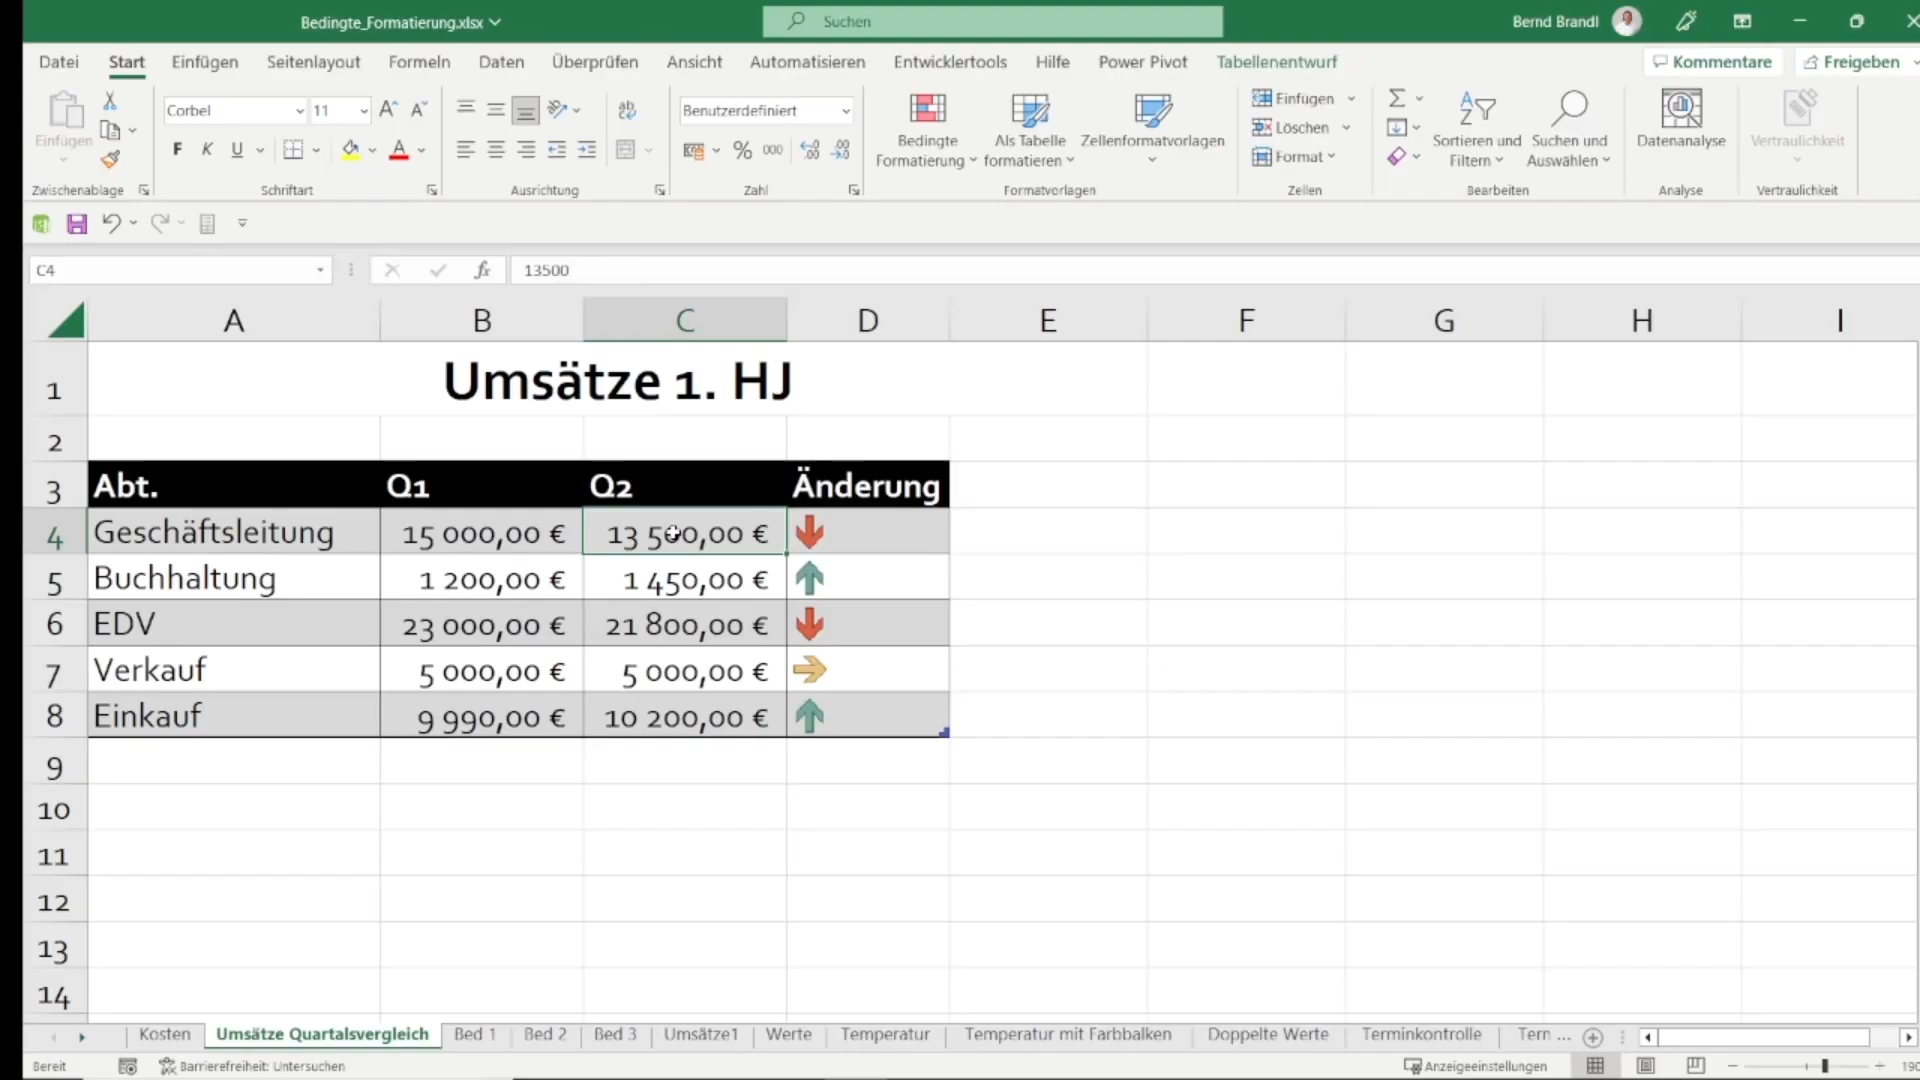 Bedingte_Formatierung.xlsx
Suchen
Bernd Brandl
Datei Start Einfügen Seitenlayout Formeln Daten Überprüfen Ansicht Automatisieren Entwicklertools Hilfe Power Pivot Tabellenentwurf Kommentare Freigeben
Einfügen
Zwischenablage
Corbel 11
F K U
Schriftart
Ausrichtung
Benutzerdefiniert
% 000
Zahl
Bedingte Formatierung
Als Tabelle formatieren
Zellenformatvorlagen
Formatvorlagen
Einfügen
Löschen
Format
Zellen
Sortieren und Filtern
Suchen und Auswählen
Bearbeiten
Datenanalyse
Analyse
Vertraulichkeit
Vertraulichkeit
C4 fx 13500
A B C D E F G H I
1 Umsätze 1. HJ
2
3 Abt. Q1 Q2 Änderung
4 Geschäftsleitung 15 000,00 € 13 500,00 €
5 Buchhaltung 1 200,00 € 1 450,00 €
6 EDV 23 000,00 € 21 800,00 €
7 Verkauf 5 000,00 € 5 000,00 €
8 Einkauf 9 990,00 € 10 200,00 €
9
10
11
12
13
14
Kosten Umsätze Quartalsvergleich Bed 1 Bed 2 Bed 3 Umsätze1 Werte Temperatur Temperatur mit Farbbalken Doppelte Werte Terminkontrolle Tern ...
Bereit Barrierefreiheit: Untersuchen Anzeigeeinstellungen 190